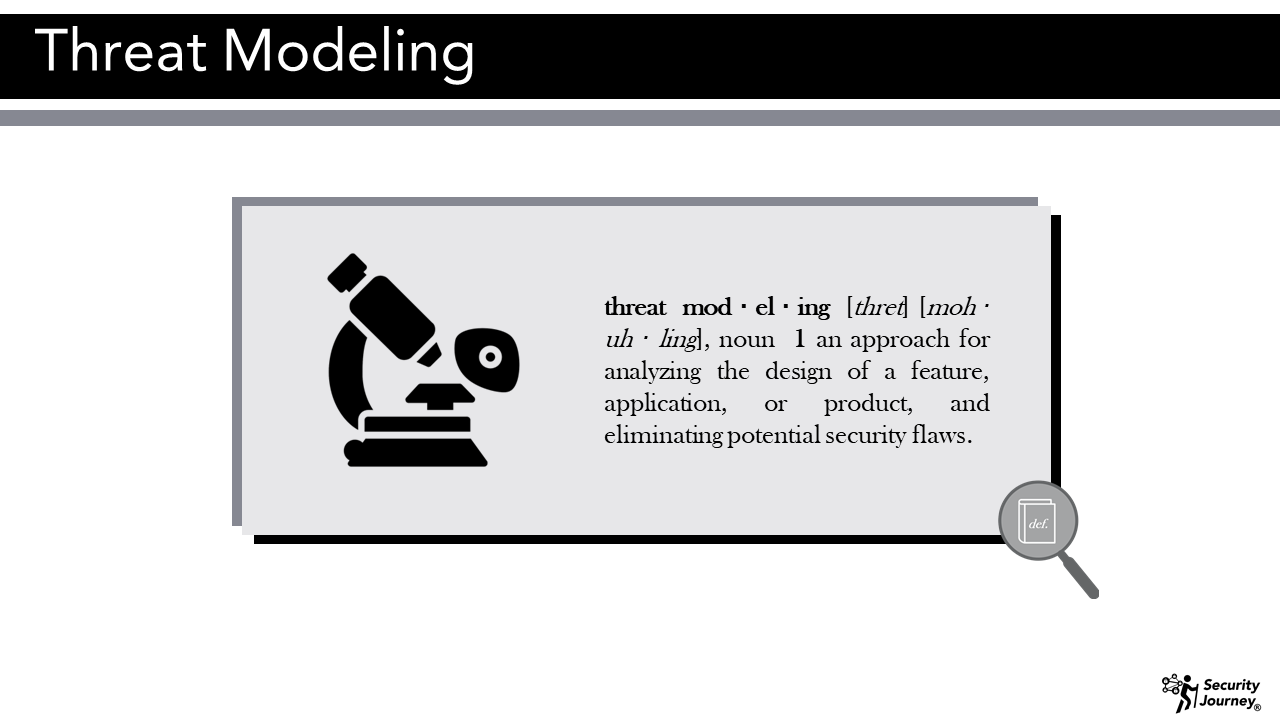 Threat Modeling
threat mod · el · ing [thret] [moh ·
uh · ling], noun 1 an approach for
analyzing the design of a feature,
application, or product, and
eliminating potential security flaws.
def.
Security
Journey®